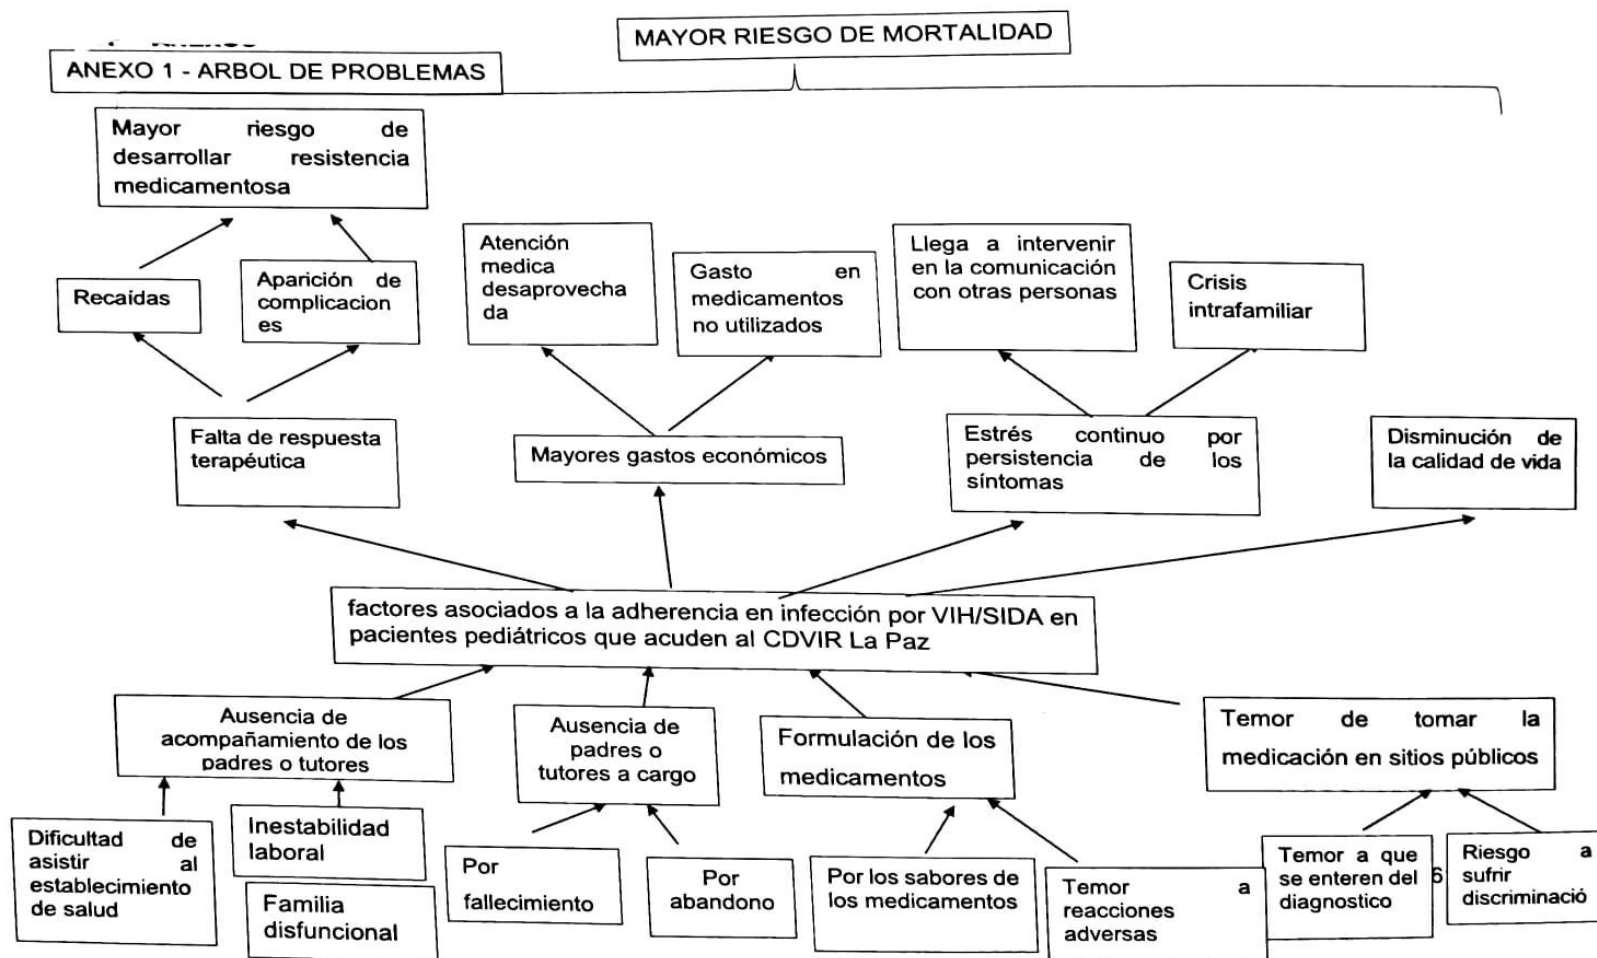 MAYOR RIESGO DE MORTALIDAD
ANEXO 1 - ARBOL DE PROBLEMAS
Mayor riesgo de
desarrollar resistencia
medicamentosa
Recaídas
Aparición de
complicacion
es
Atención
medica
desaprovecha
da
Gasto en
medicamentos
no utilizados
Llega a intervenir
en la comunicación
con otras personas
Crisis
intrafamiliar
Falta de respuesta
terapéutica
Mayores gastos económicos
Estrés continuo por
persistencia de los
síntomas
Disminución de
la calidad de vida
factores asociados a la adherencia en infección por VIH/SIDA en
pacientes pediátricos que acuden al CDVIR La Paz
Ausencia de
acompañamiento de los
padres o tutores
Ausencia de
padres o
tutores a cargo
Formulación de los
medicamentos
Temor de tomar la
medicación en sitios públicos
Dificultad de
asistir al
establecimiento
de salud
Inestabilidad
laboral
Familia
disfuncional
Por
fallecimiento
Por
abandono
Por los sabores de
los medicamentos
Temor a
reacciones
adversas
Temor a que
se enteren del
diagnostico
6
Riesgo a
sufrir
discriminació